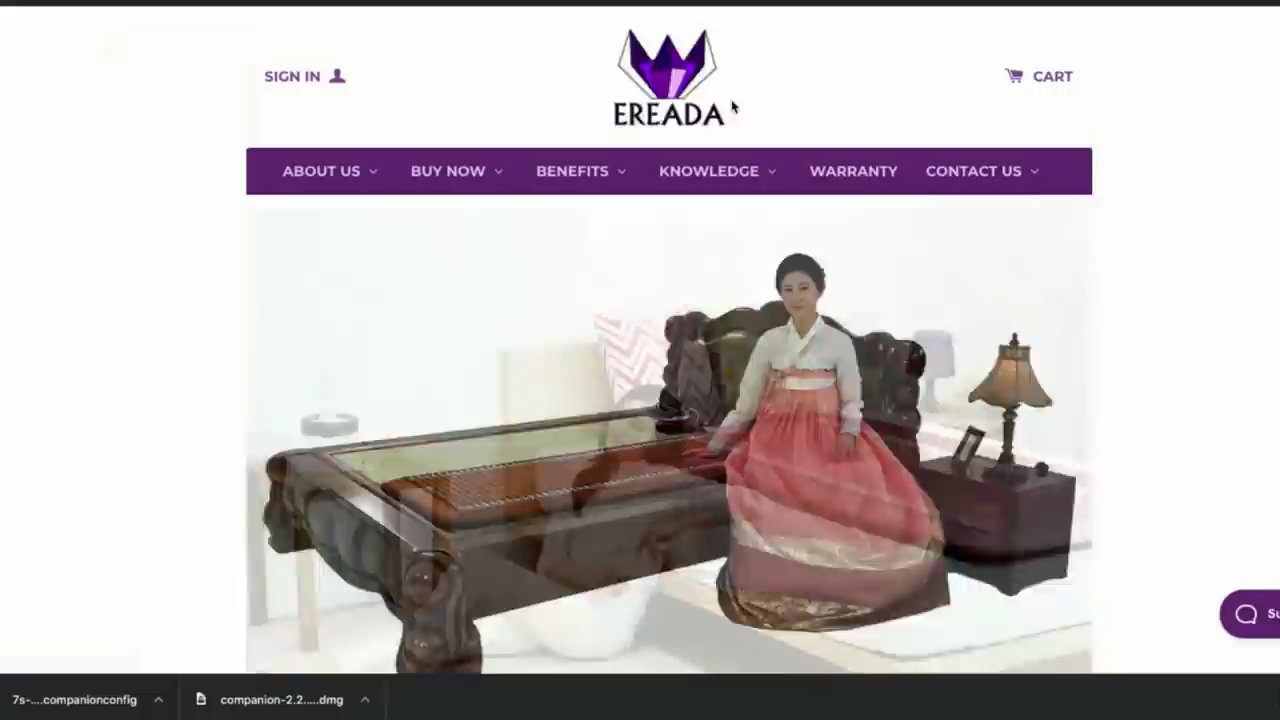 SIGN IN
EREADA
CART
ABOUT US
BUY NOW
BENEFITS
KNOWLEDGE
WARRANTY
CONTACT US
7s-....companionconfig
companion-2.2.....dmg